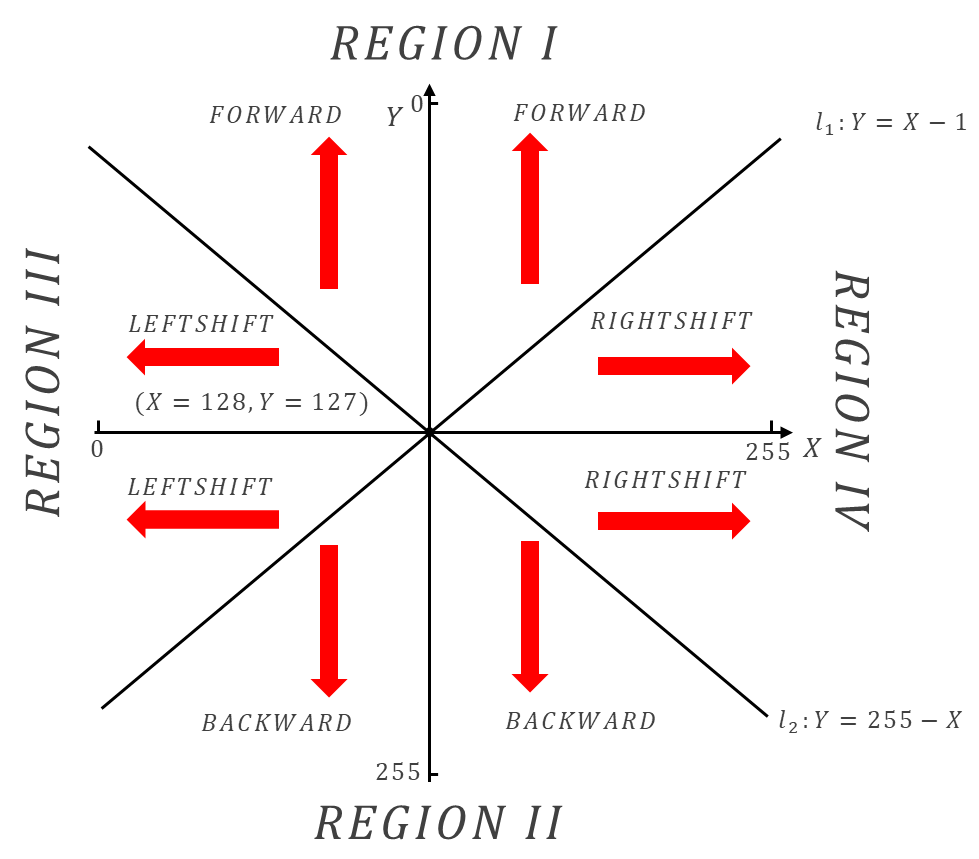 REGION I
0
Y
FORWARD
FORWARD
l₁:Y = X − 1
REGION III
LEFTSHIFT
RIGHTSHIFT
REGION IV
(X = 128, Y = 127)
0
255
X
LEFTSHIFT
RIGHTSHIFT
BACKWARD
BACKWARD
l₂:Y = 255 − X
255
REGION II